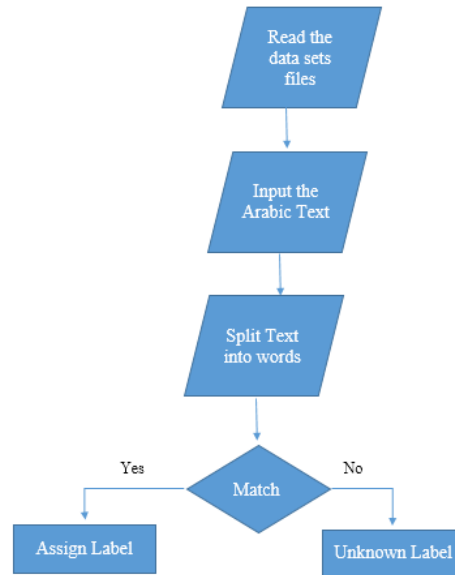 Read the
data sets
files
Input the
Arabic Text
Split Text
into words
Yes
No
Match
Assign Label
Unknown Label